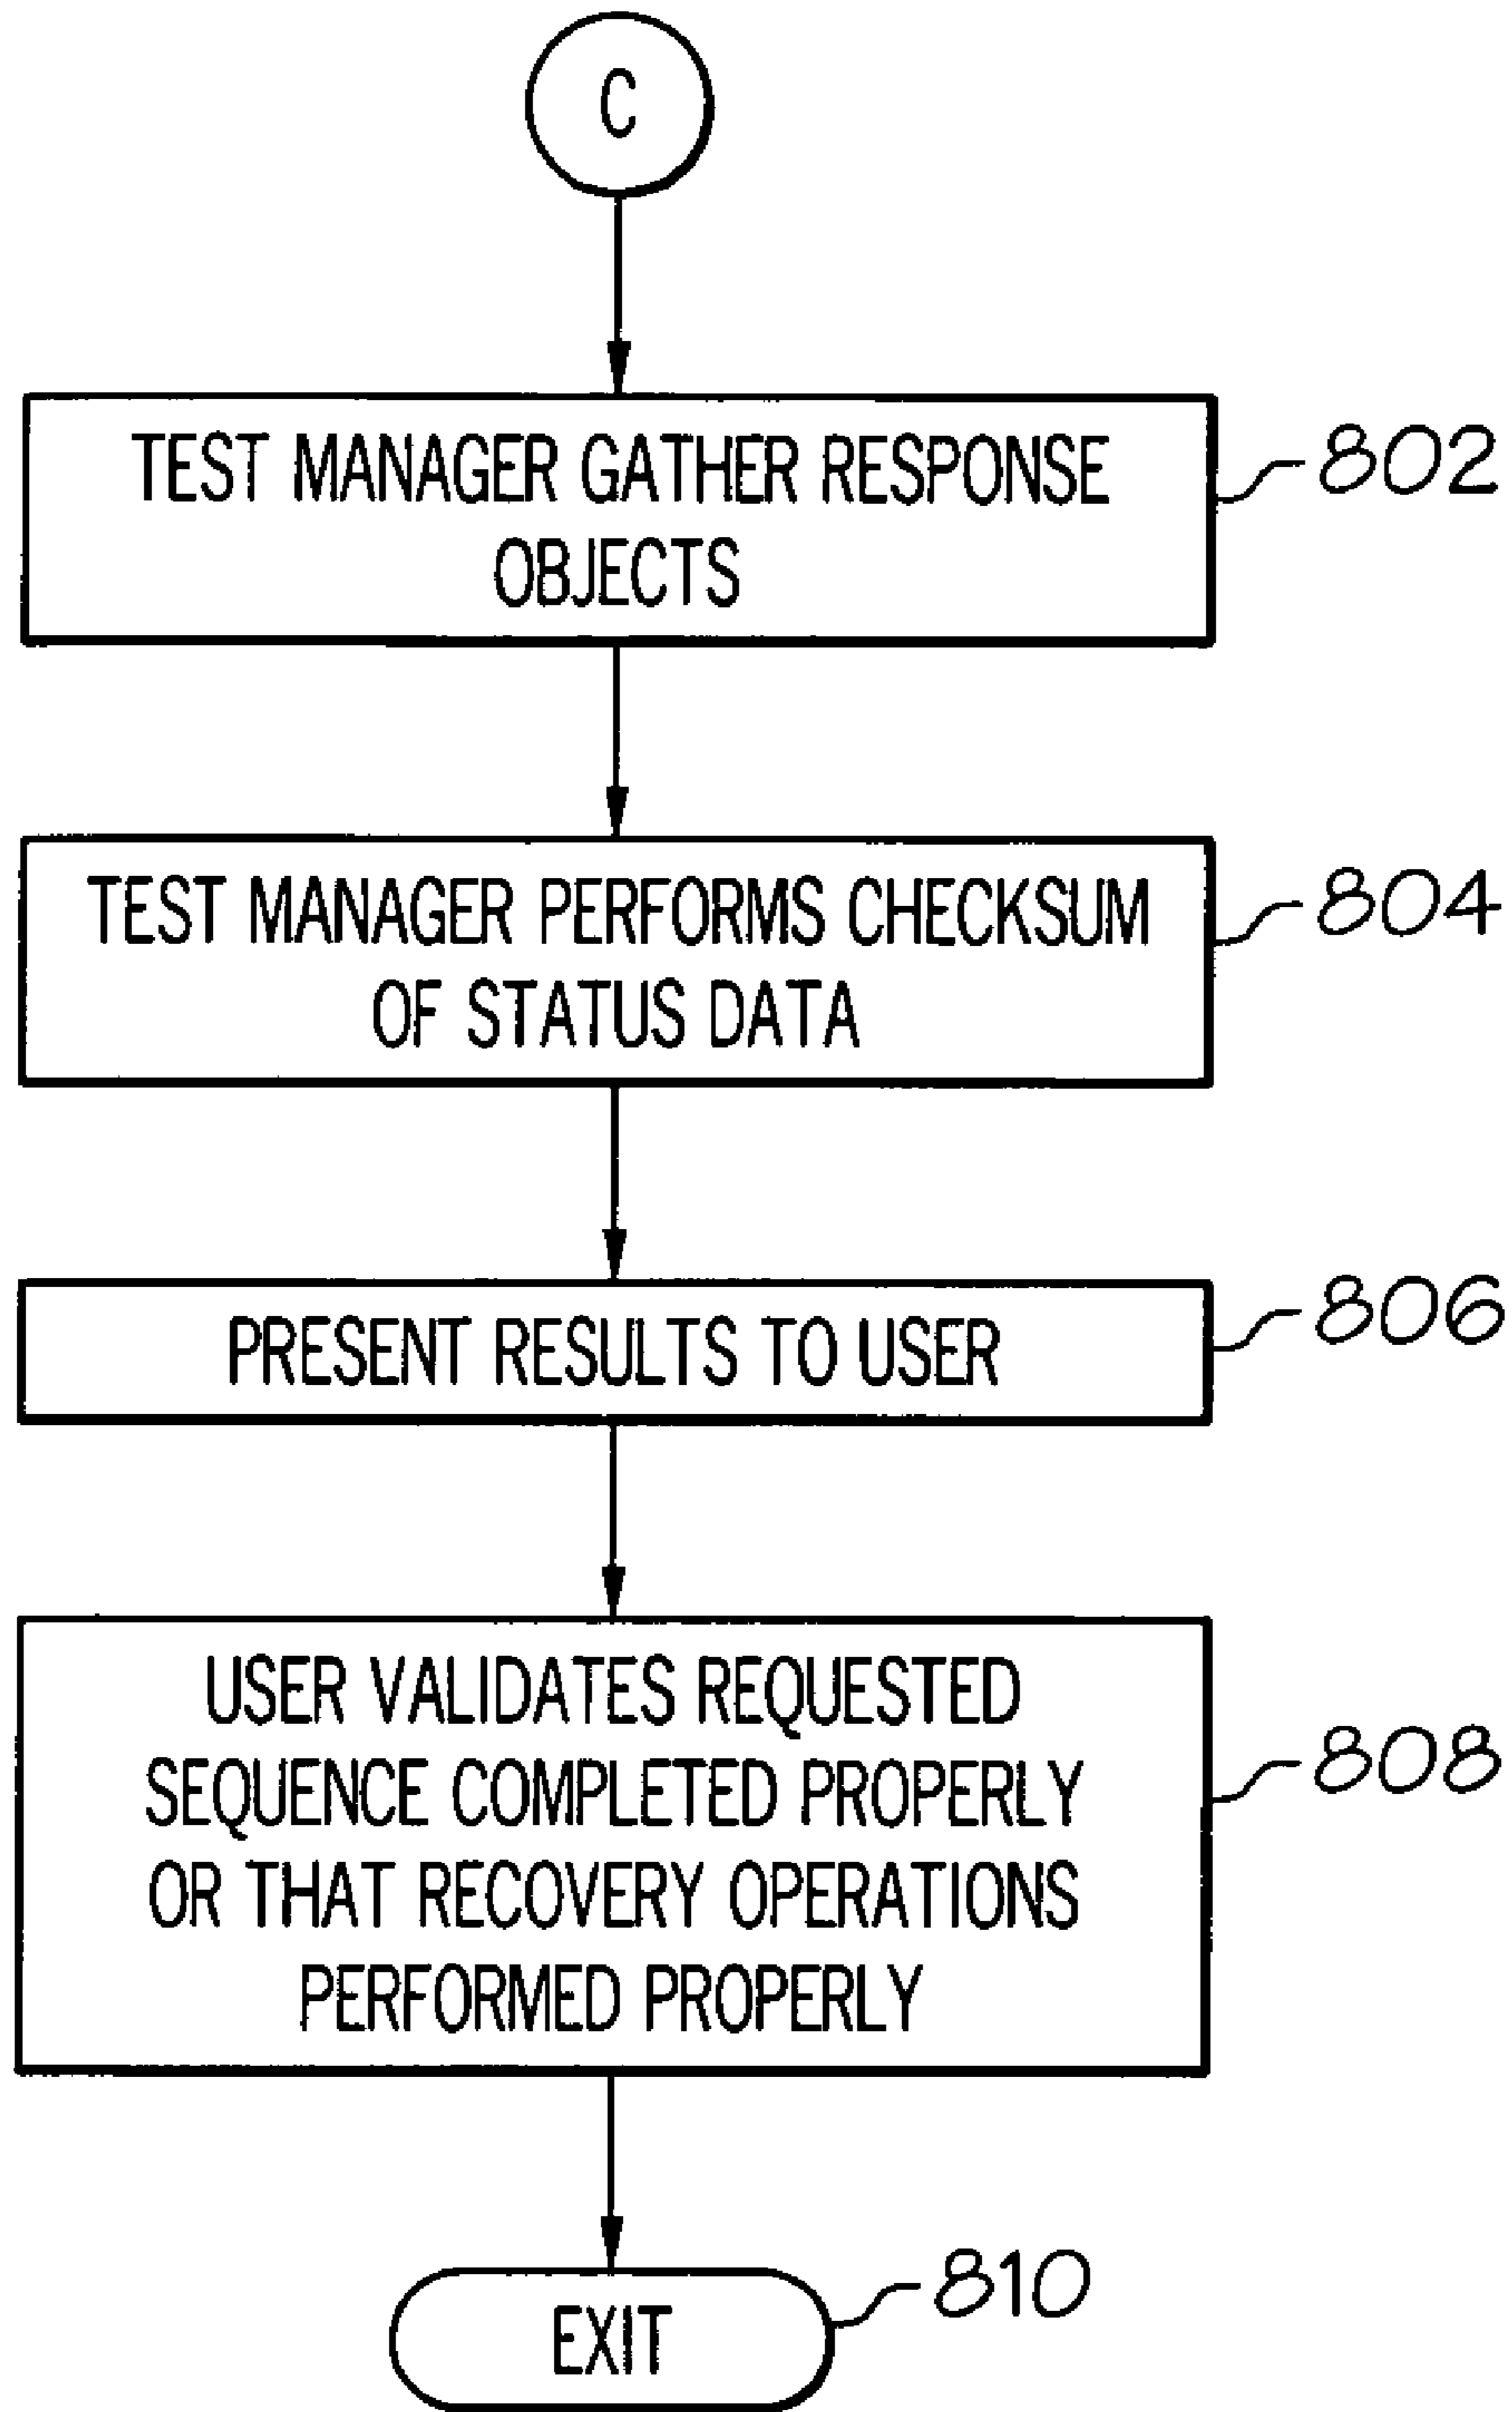 C
TEST MANAGER GATHER RESPONSE
OBJECTS
802
TEST MANAGER PERFORMS CHECKSUM
OF STATUS DATA
804
PRESENT RESULTS TO USER
806
USER VALIDATES REQUESTED
SEQUENCE COMPLETED PROPERLY
OR THAT RECOVERY OPERATIONS
PERFORMED PROPERLY
808
EXIT
810